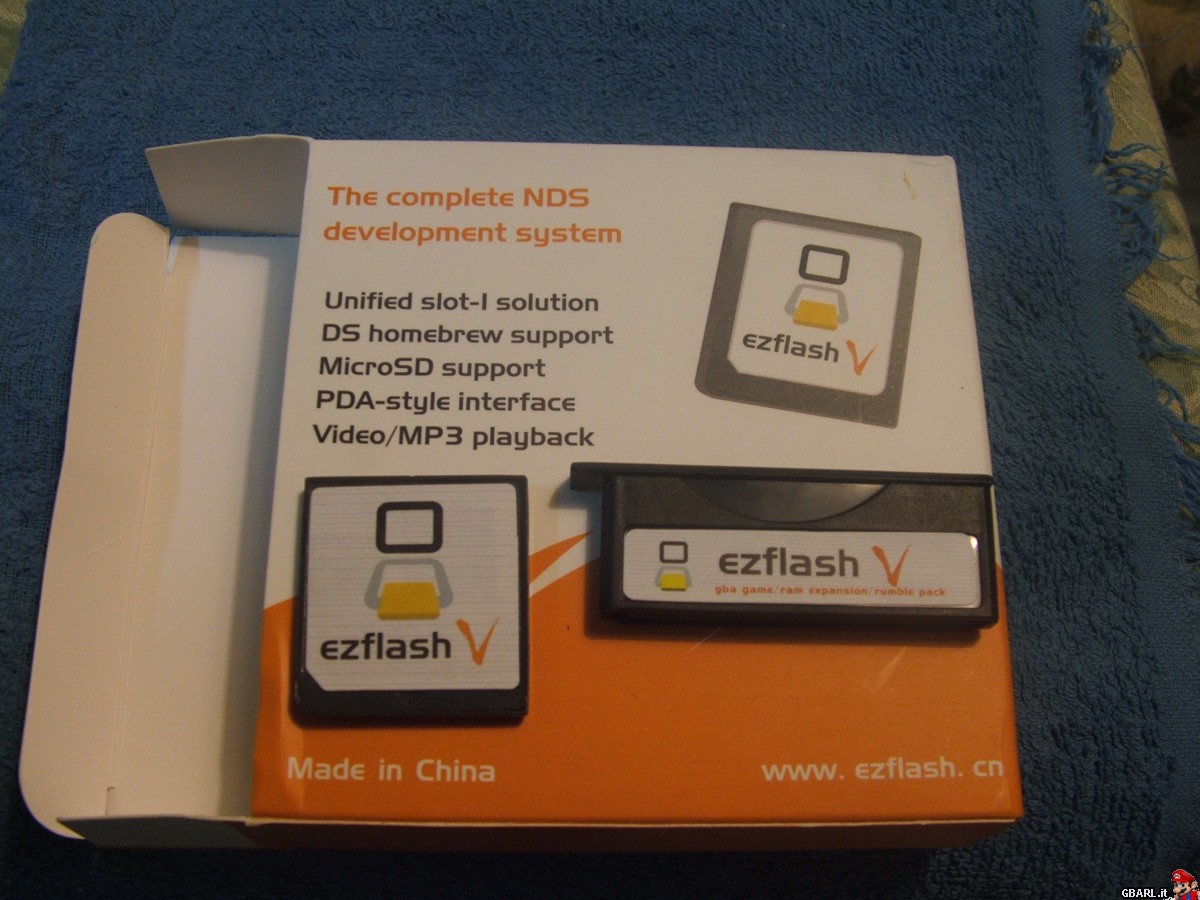 The complete NDS
development system
Unified slot-1 solution
DS homebrew support
MicroSD support
PDA-style interface
Video/MP3 playback
ezflash V
ezflash V
gba game/ram expansion/rumble pack
ezflash V
Made in China
www. ezflash. cn
GBARL.it